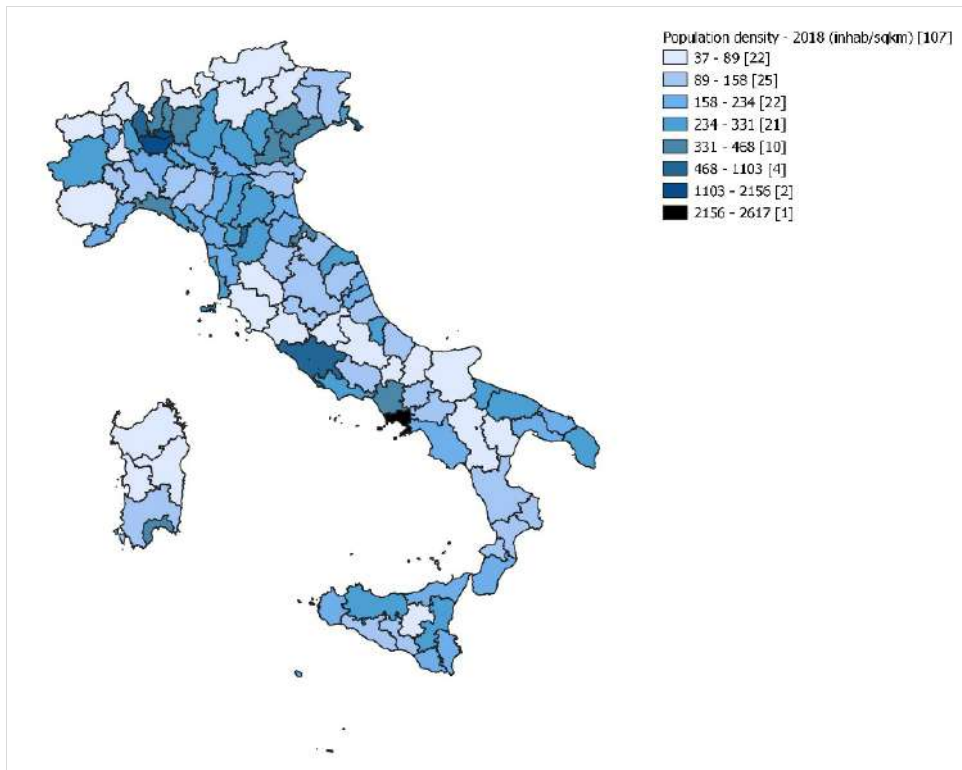 Population density - 2018 (inhab/sqkm) [107]
37 - 89 [22]
89 - 158 [25]
158 - 234 [22]
234 - 331 [21]
331 - 468 [10]
468 - 1103 [4]
1103 - 2156 [2]
2156 - 2617 [1]